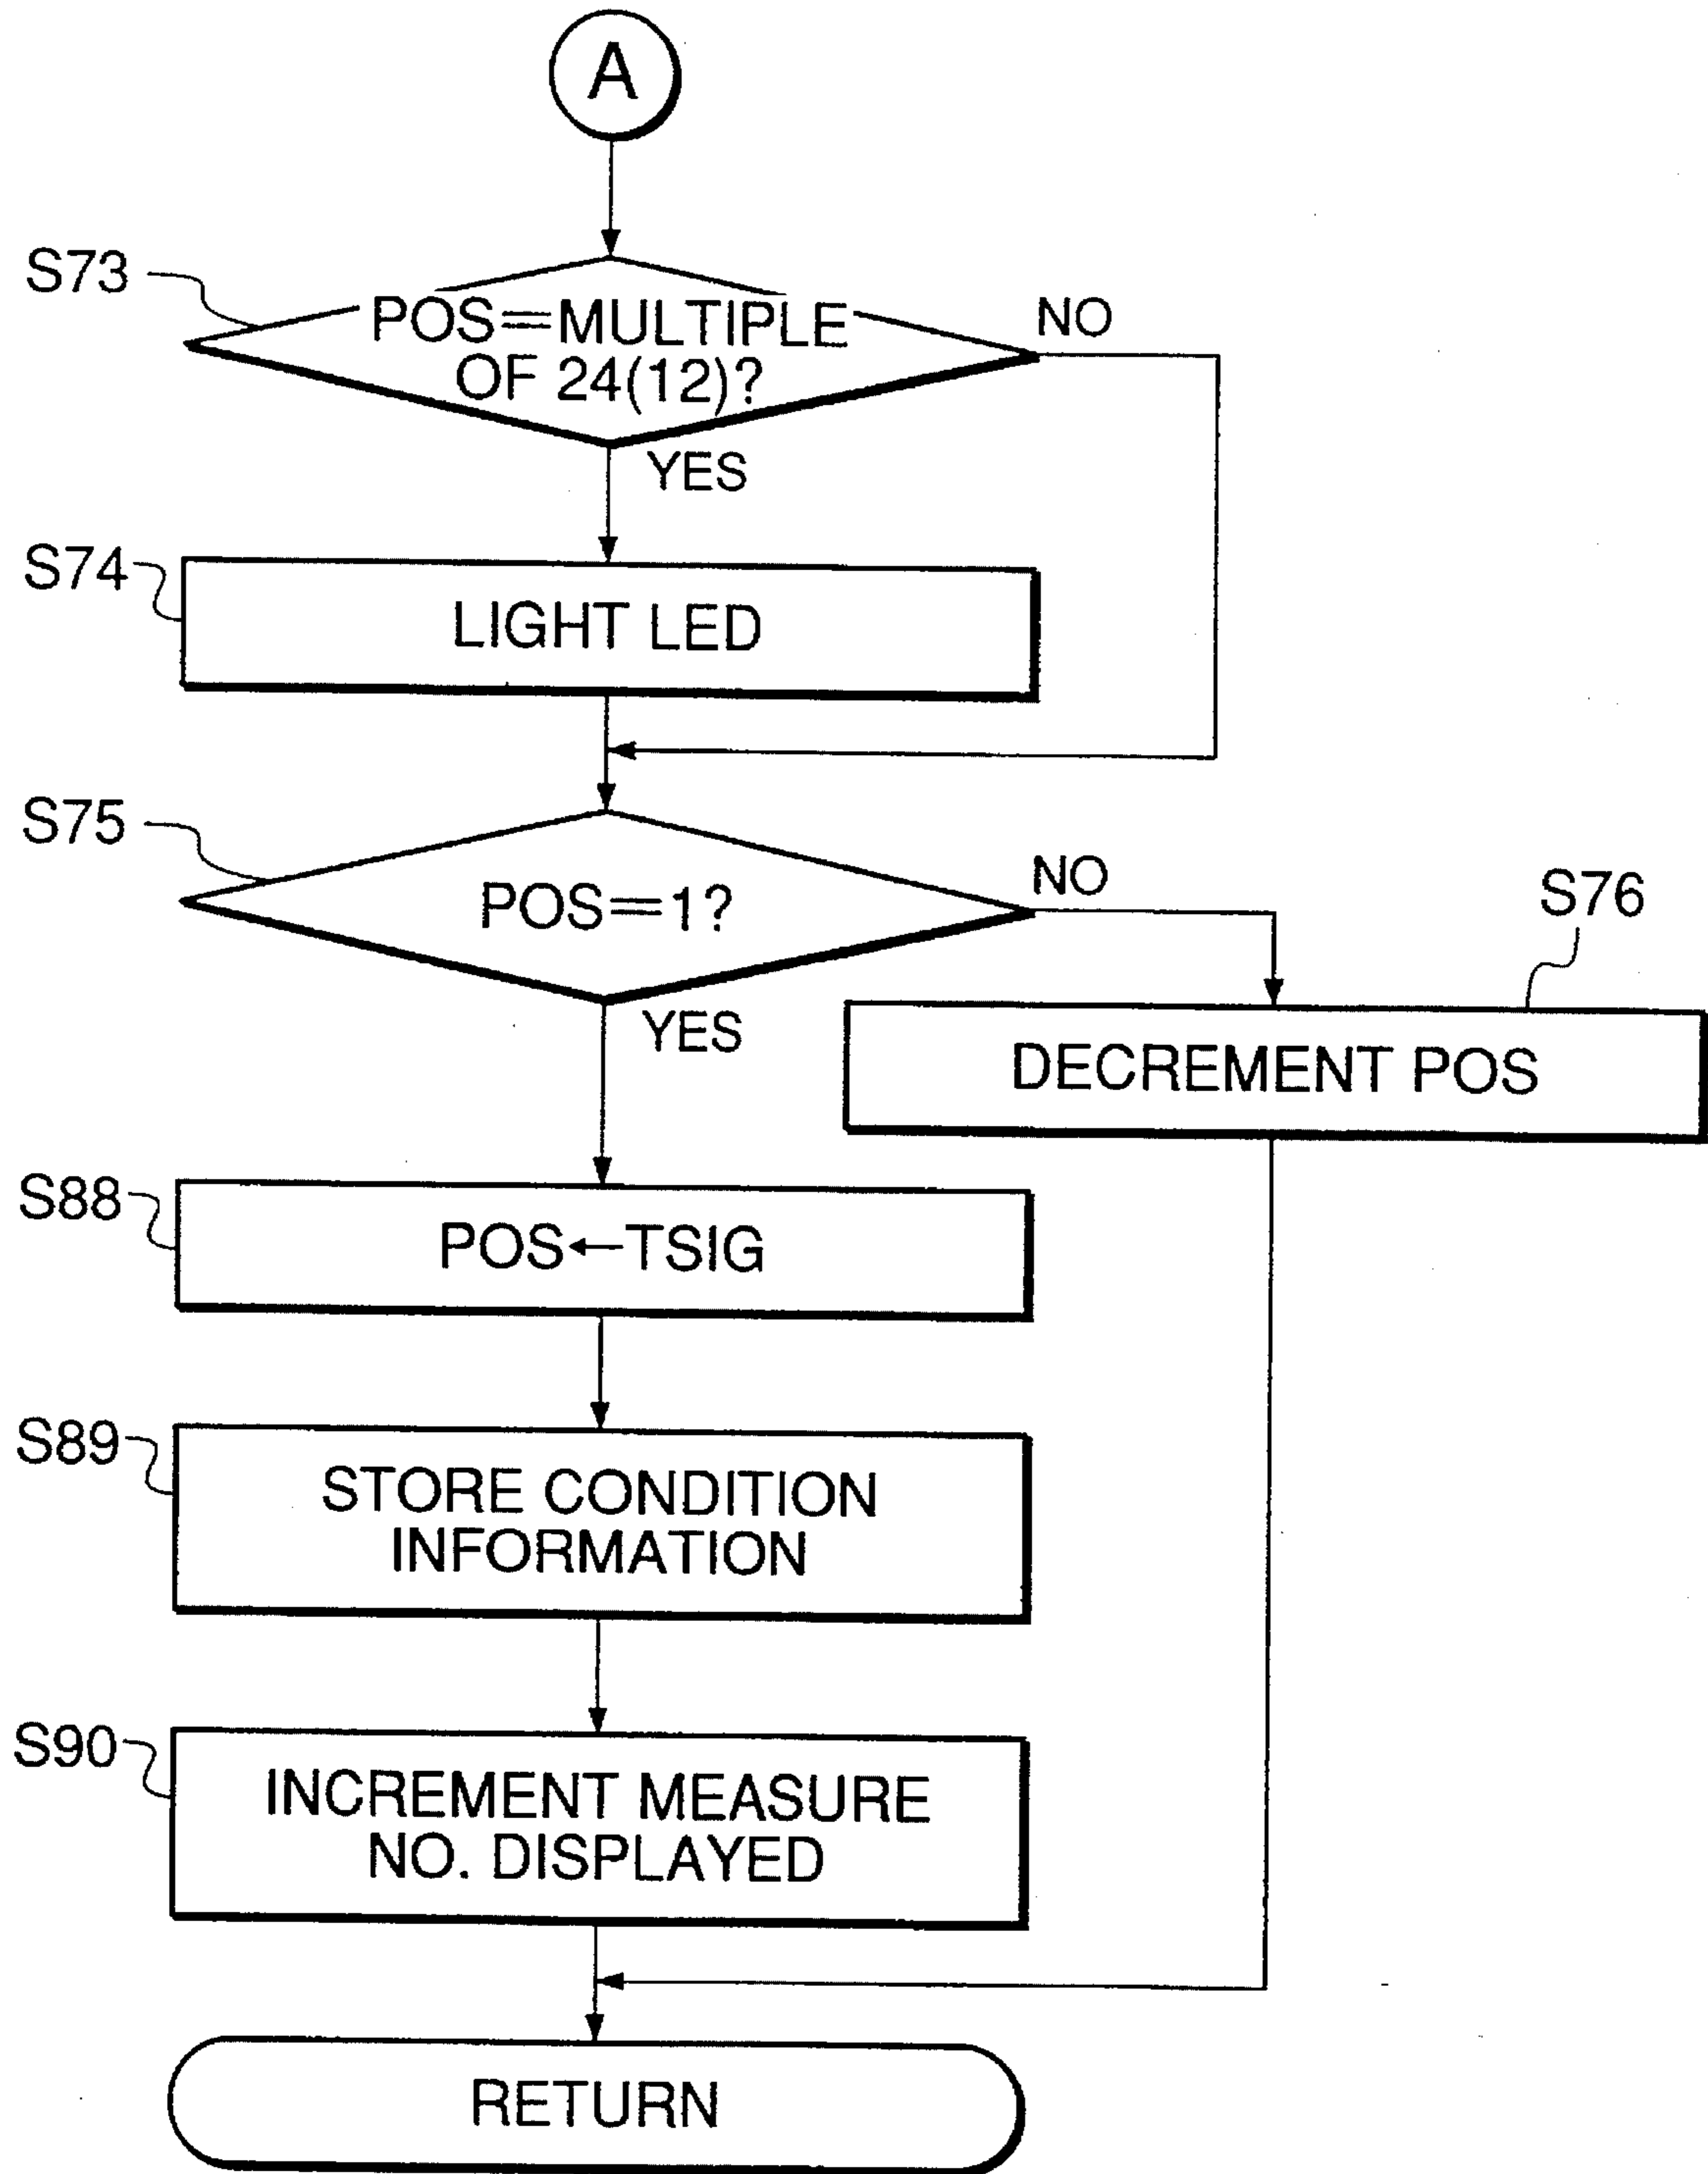 A
S73
POS=MULTIPLE
OF 24(12)?
NO
YES
S74
LIGHT LED
S75
POS=1?
NO
S76
YES
DECREMENT POS
S88
POS←TSIG
S89
STORE CONDITION
INFORMATION
S90
INCREMENT MEASURE
NO. DISPLAYED
RETURN